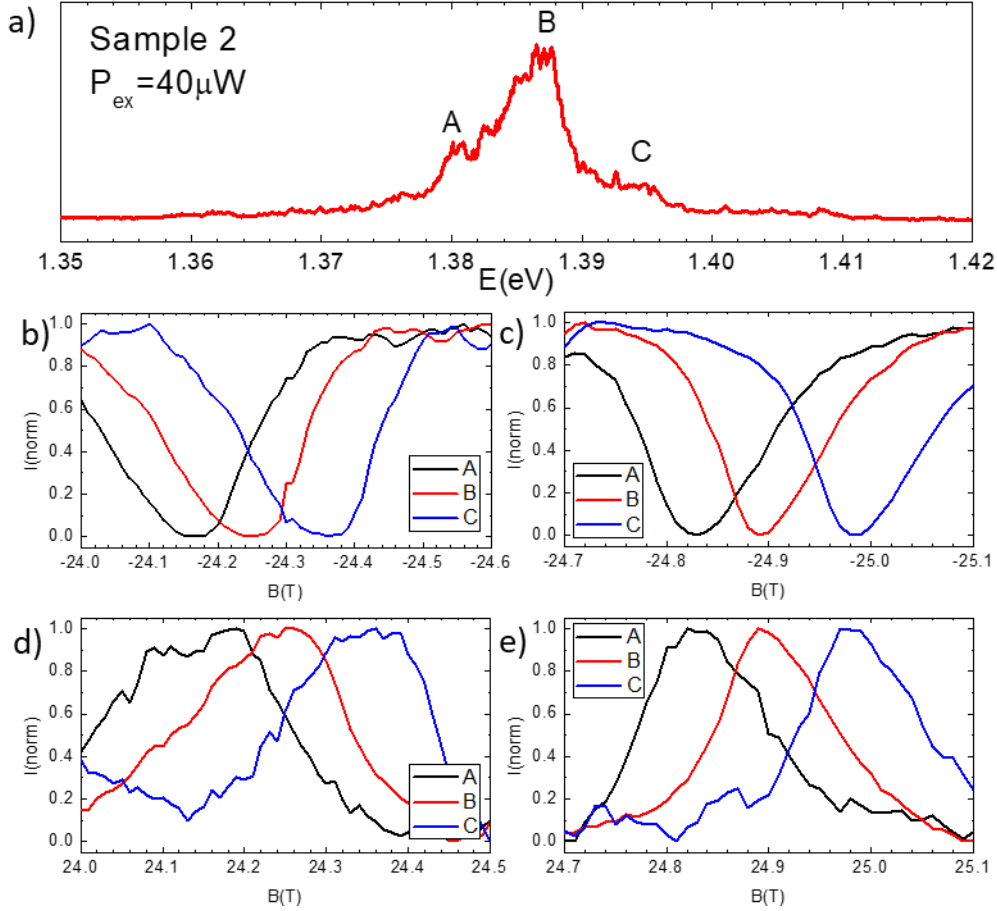 a)
Sample 2
P_ex=40μW
A
B
C
1.35 1.36 1.37 1.38 1.39 1.40 1.41 1.42
E(eV)
b)
I(norm)
1.0
0.8
0.6
0.4
0.2
0.0
A
B
C
-24.0 -24.1 -24.2 -24.3 -24.4 -24.5 -24.6
B(T)
c)
I(norm)
1.0
0.8
0.6
0.4
0.2
0.0
A
B
C
-24.7 -24.8 -24.9 -25.0 -25.1
B(T)
d)
I(norm)
1.0
0.8
0.6
0.4
0.2
0.0
A
B
C
24.0 24.1 24.2 24.3 24.4 24.5
B(T)
e)
I(norm)
1.0
0.8
0.6
0.4
0.2
0.0
A
B
C
24.7 24.8 24.9 25.0 25.1
B(T)